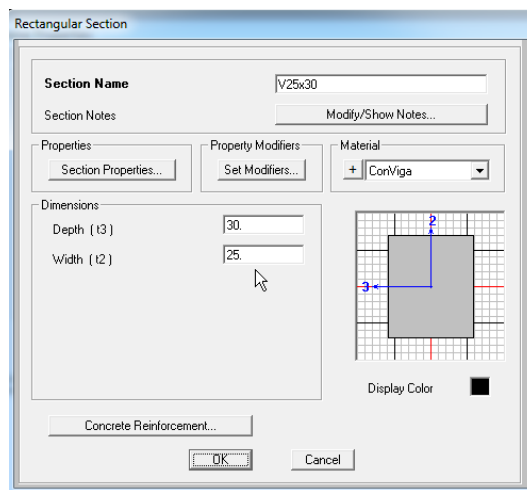 Rectangular Section
Section Name V25x30
Section Notes Modify/Show Notes...
Properties Property Modifiers Material
Section Properties... Set Modifiers... + ConViga
Dimensions
Depth ( t3 ) 30.
Width ( t2 ) 25.
2
3
Display Color
Concrete Reinforcement...
OK Cancel